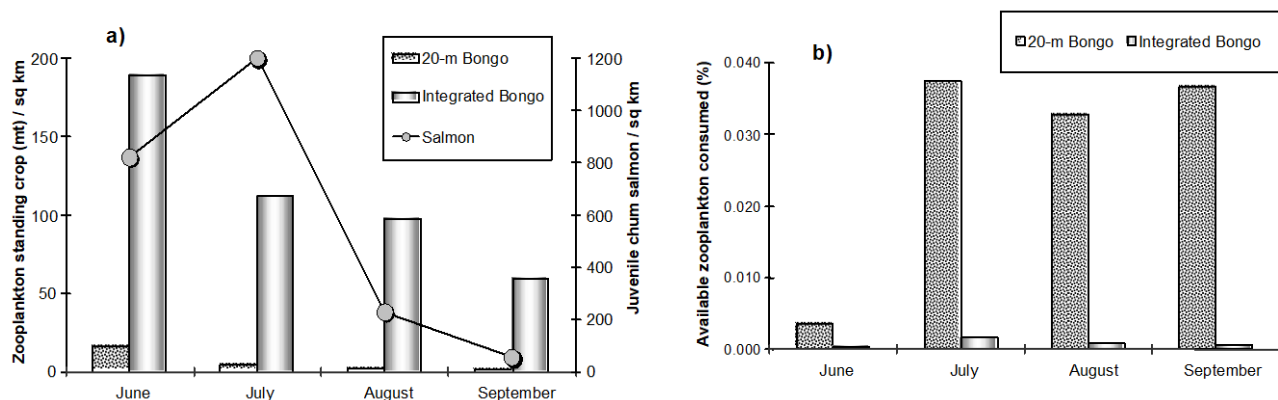 a)
20-m Bongo
Integrated Bongo
Salmon
Zooplankton standing crop (mt) / sq km
200
150
100
50
0
Juvenile chum salmon / sq km
1200
1000
800
600
400
200
0
June July August September
b)
20-m Bongo Integrated Bongo
Available zooplankton consumed (%)
0.040
0.030
0.020
0.010
0.000
June July August September